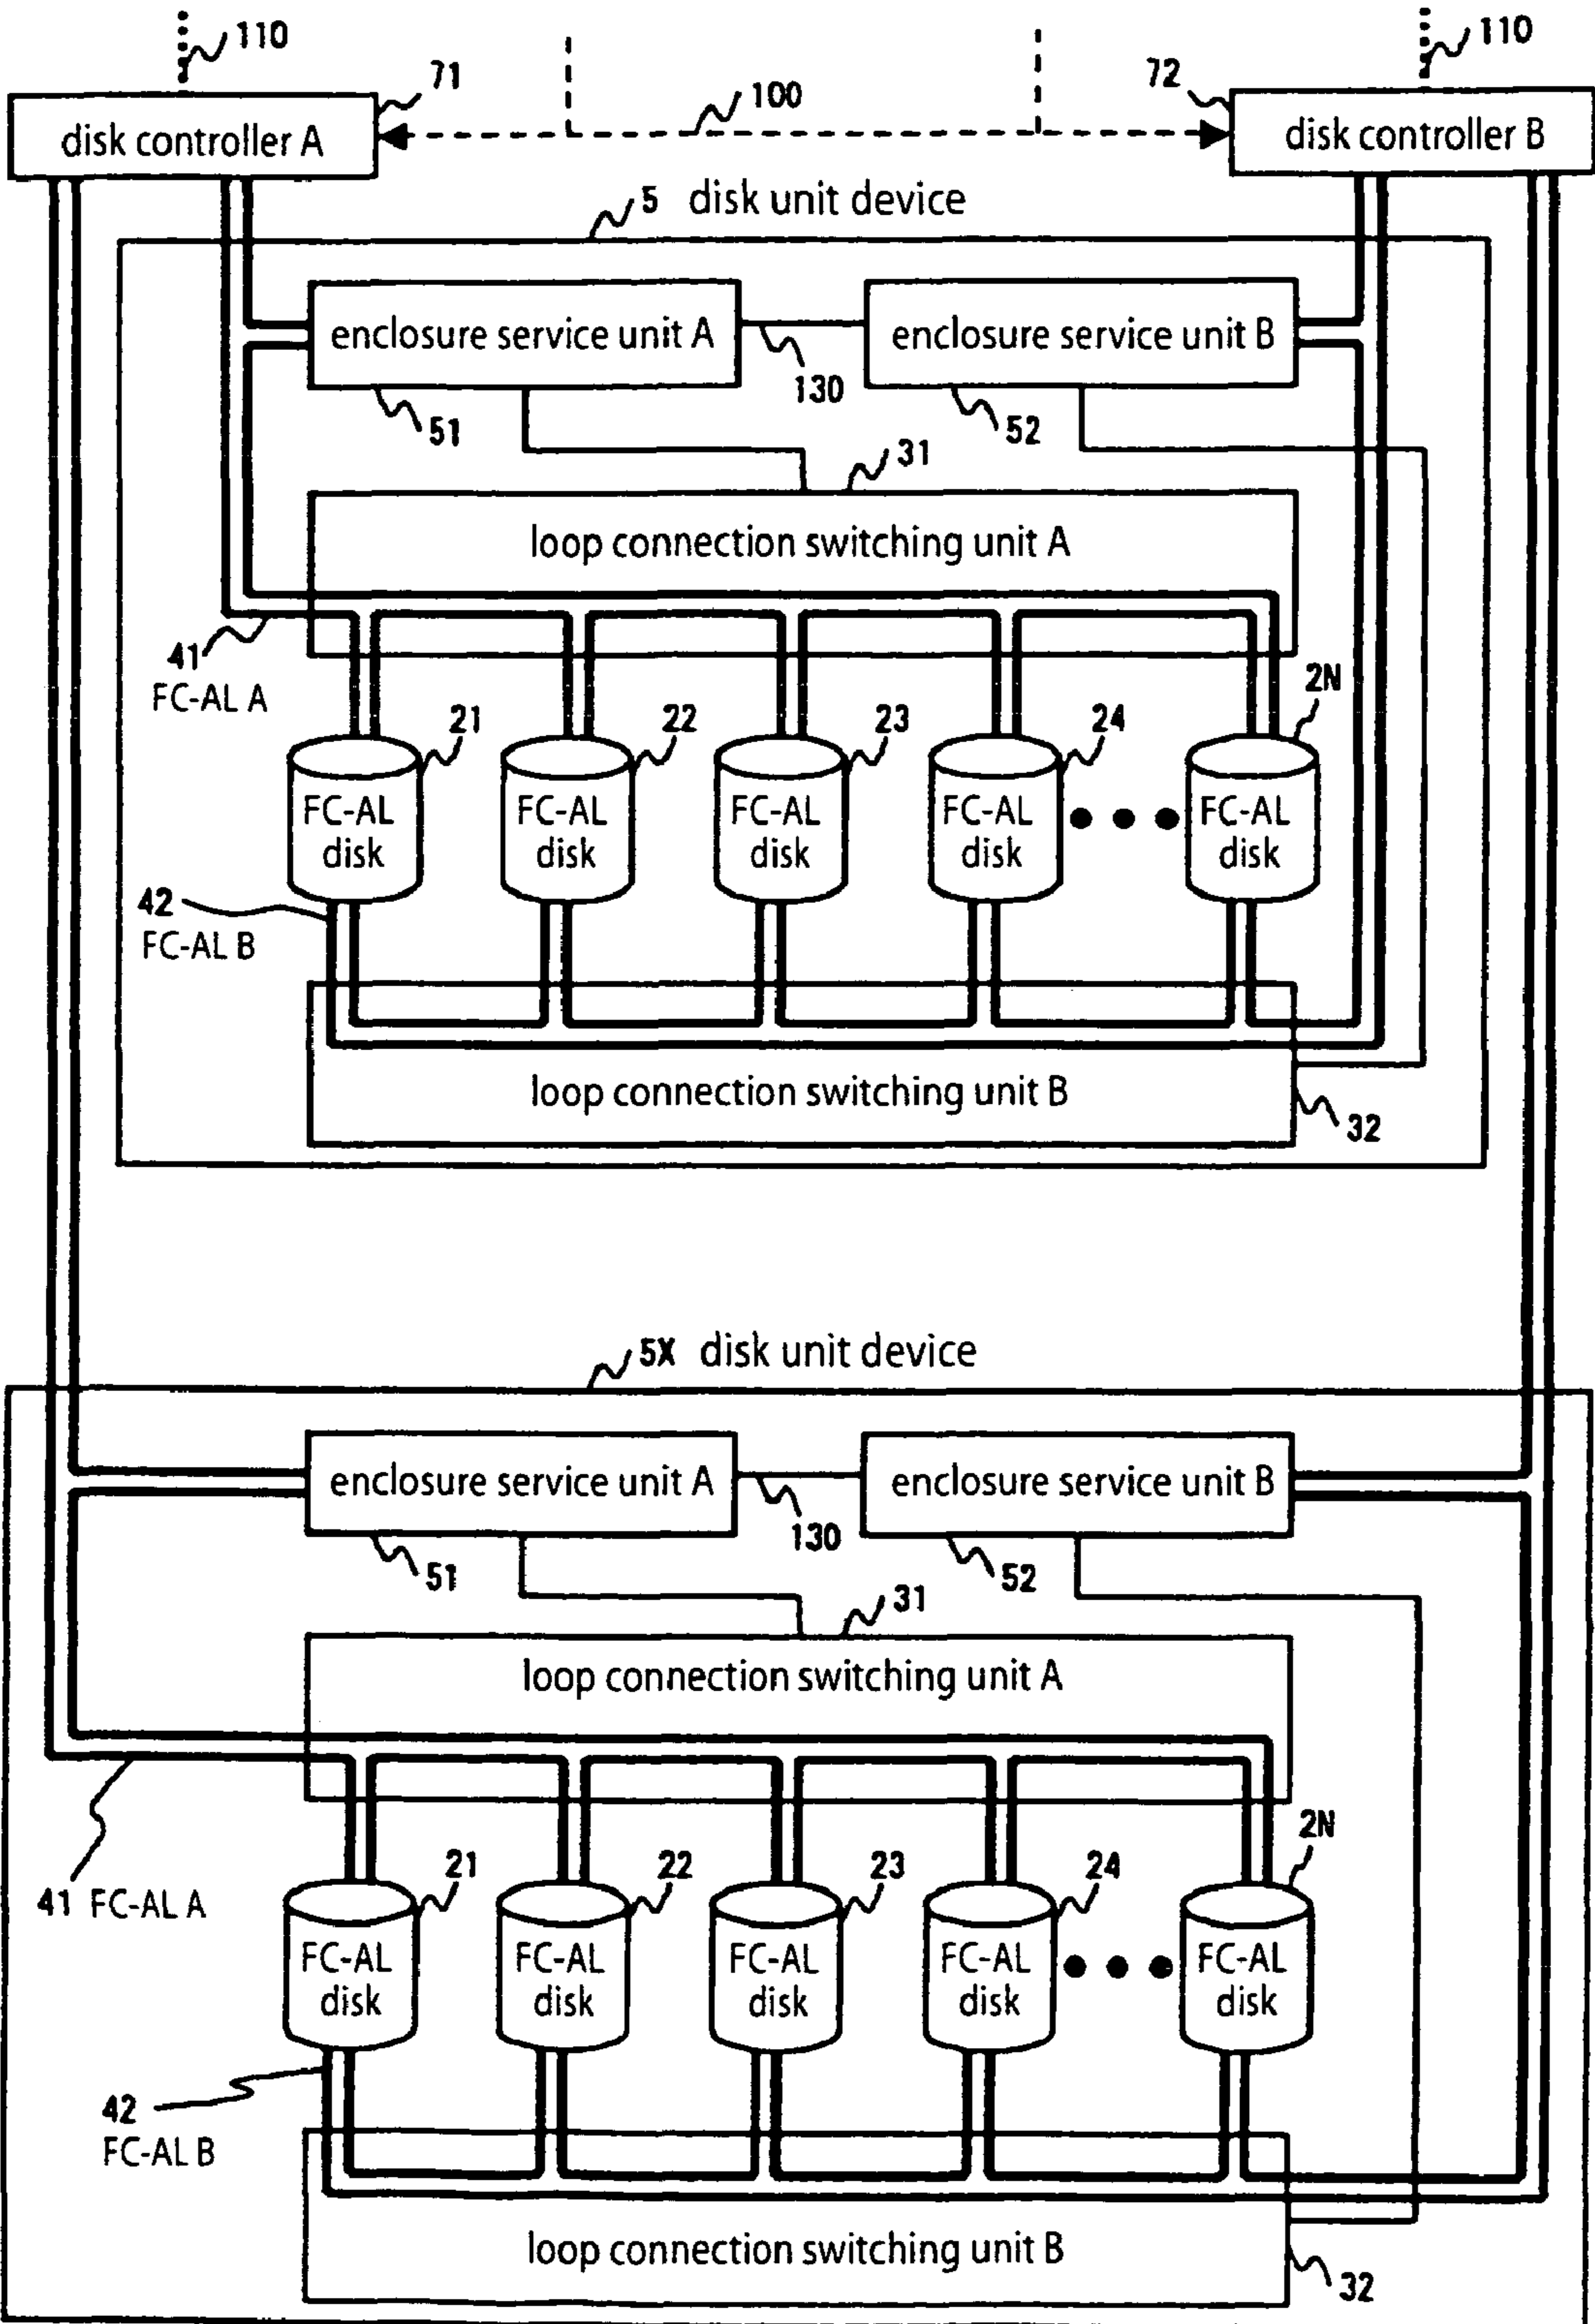 110
110
71
100
72
disk controller A
disk controller B
5 disk unit device
enclosure service unit A
enclosure service unit B
130
51
52
31
loop connection switching unit A
41
FC-AL A
2N
21
22
23
24
FC-AL
disk
FC-AL
disk
FC-AL
disk
FC-AL
disk
FC-AL
disk
42
FC-AL B
loop connection switching unit B
32
5X disk unit device
enclosure service unit A
enclosure service unit B
130
51
52
31
loop connection switching unit A
2N
21
22
23
24
41 FC-AL A
FC-AL
disk
FC-AL
disk
FC-AL
disk
FC-AL
disk
FC-AL
disk
42
FC-AL B
loop connection switching unit B
32